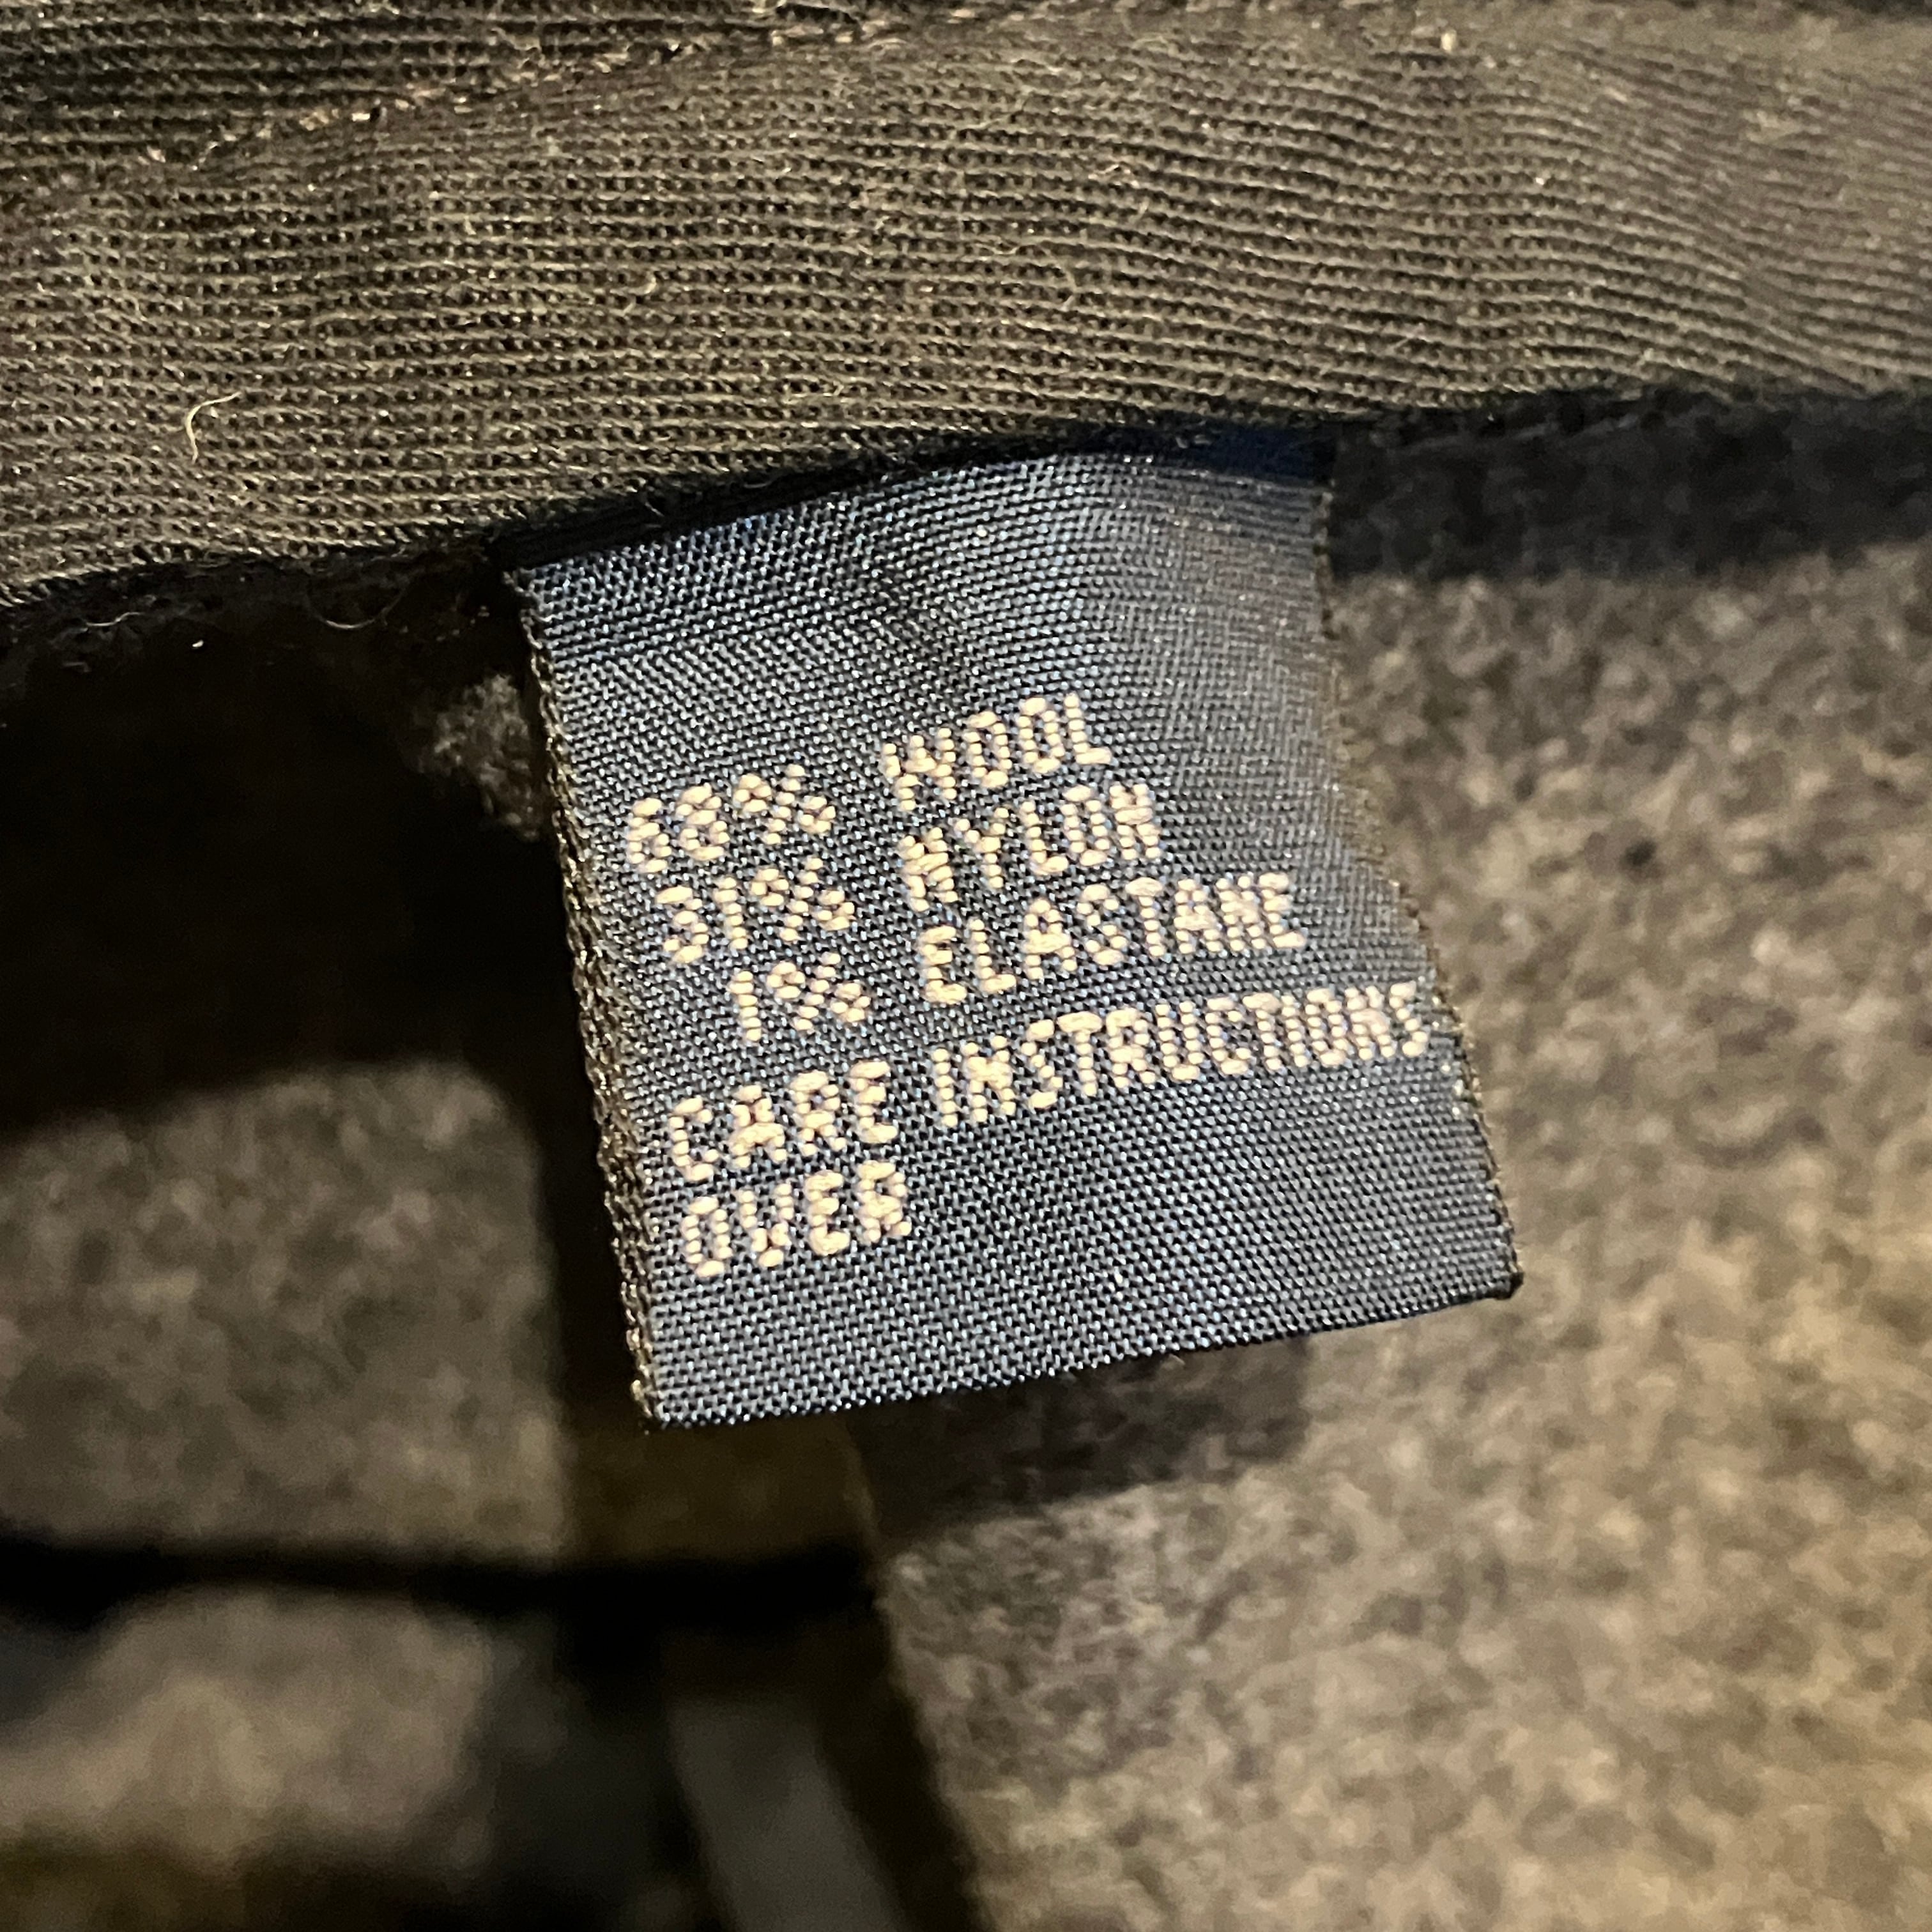 68% WOOL
31% NYLON
1% ELASTANE
CARE INSTRUCTIONS
OVER